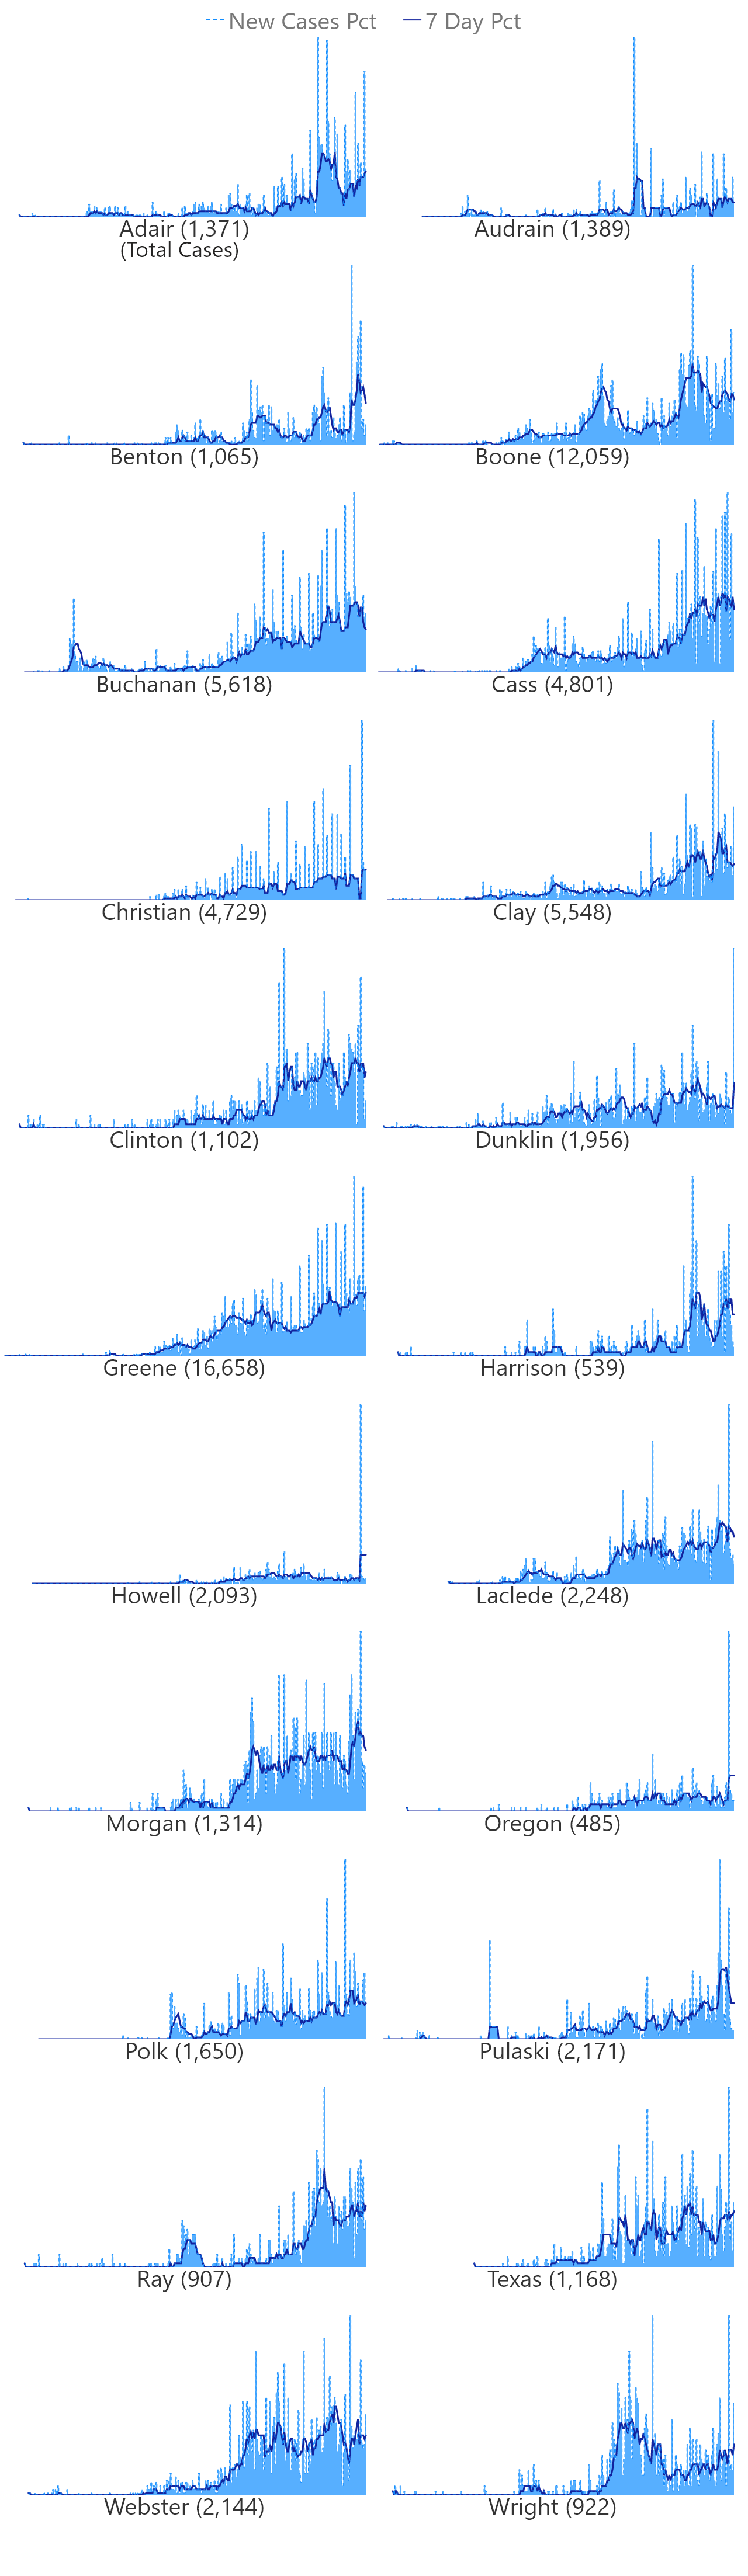 New Cases Pct 7 Day Pct
Adair (1,371) Audrain (1,389)
(Total Cases)
Benton (1,065) Boone (12,059)
Buchanan (5,618) Cass (4,801)
Christian (4,729) Clay (5,548)
Clinton (1,102) Dunklin (1,956)
Greene (16,658) Harrison (539)
Howell (2,093) Laclede (2,248)
Morgan (1,314) Oregon (485)
Polk (1,650) Pulaski (2,171)
Ray (907) Texas (1,168)
Webster (2,144) Wright (922)